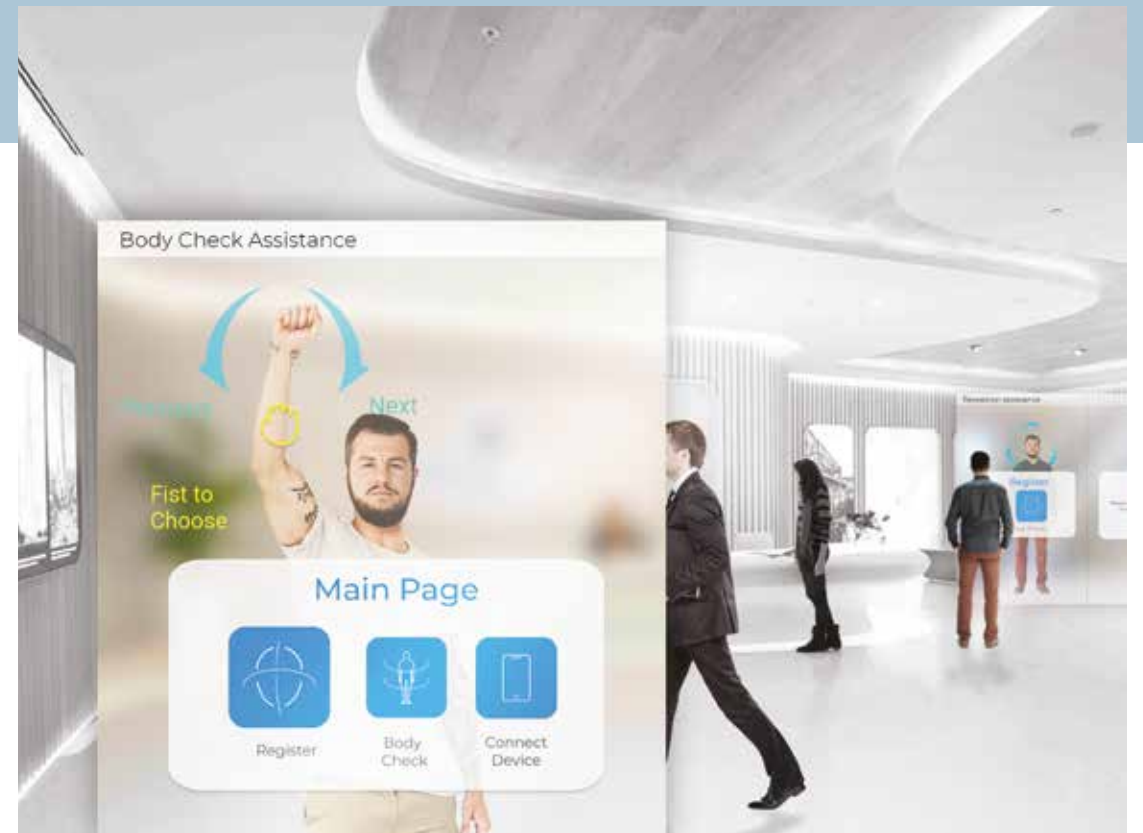 Body Check Assistance
Next
Fist to
Choose
Main Page
Register
Body
Check
Connect
Device
Register